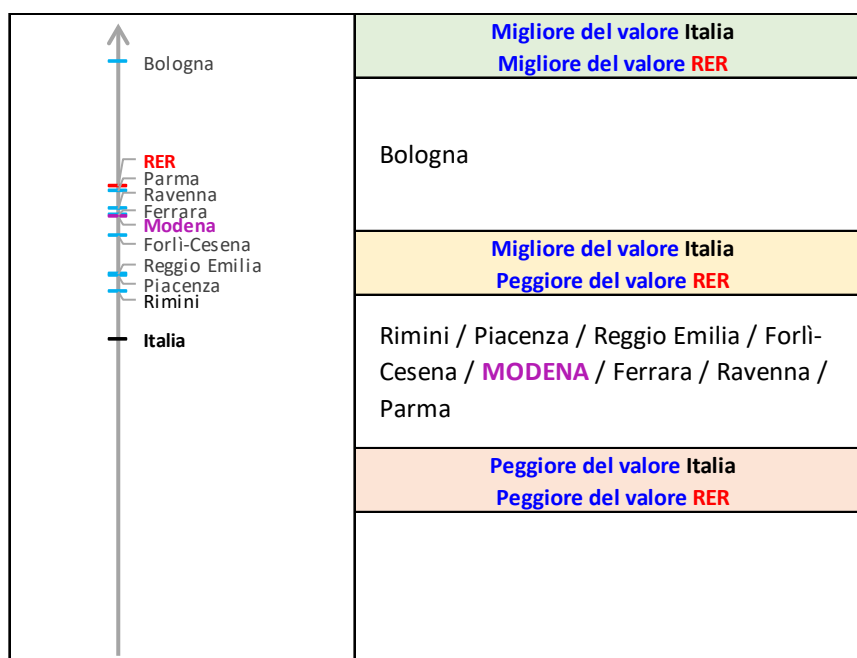 Bologna
RER
Parma
Ravenna
Ferrara
Modena
Forlì-Cesena
Reggio Emilia
Piacenza
Rimini
Italia
Migliore del valore Italia
Migliore del valore RER
Bologna
Migliore del valore Italia
Peggiore del valore RER
Rimini / Piacenza / Reggio Emilia / Forlì-
Cesena / MODENA / Ferrara / Ravenna /
Parma
Peggiore del valore Italia
Peggiore del valore RER